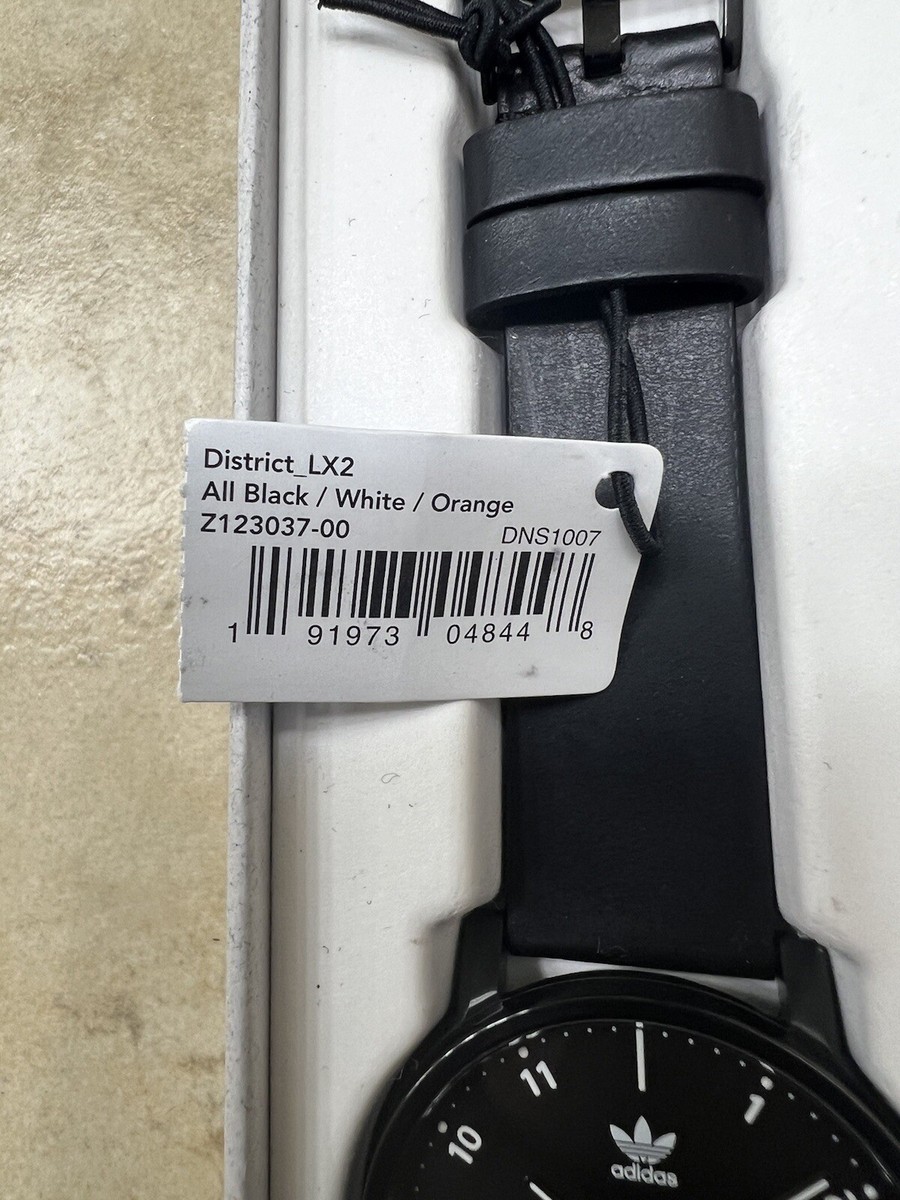 District_LX2
All Black / White / Orange
Z123037-00
DNS1007
1 91973 04844 8
11
1
10
adidas